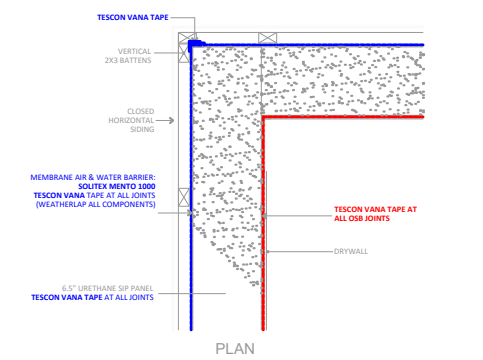 TESCON VANA TAPE
VERTICAL
2X3 BATTENS
CLOSED
HORIZONTAL
SIDING
MEMBRANE AIR & WATER BARRIER:
SOLITEX MENTO 1000
TESCON VANA TAPE AT ALL JOINTS
(WEATHERLAP ALL COMPONENTS)
TESCON VANA TAPE AT
ALL OSB JOINTS
DRYWALL
6.5" URETHANE SIP PANEL
TESCON VANA TAPE AT ALL JOINTS
PLAN